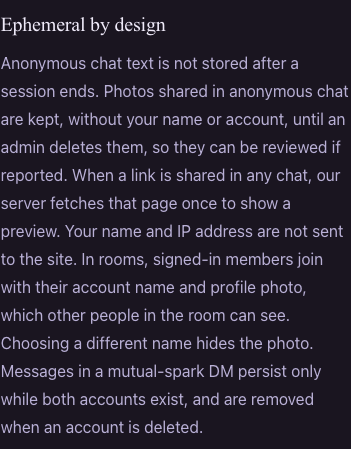 Ephemeral by design
Anonymous chat text is not stored after a
session ends. Photos shared in anonymous chat
are kept, without your name or account, until an
admin deletes them, so they can be reviewed if
reported. When a link is shared in any chat, our
server fetches that page once to show a
preview. Your name and IP address are not sent
to the site. In rooms, signed-in members join
with their account name and profile photo,
which other people in the room can see.
Choosing a different name hides the photo.
Messages in a mutual-spark DM persist only
while both accounts exist, and are removed
when an account is deleted.